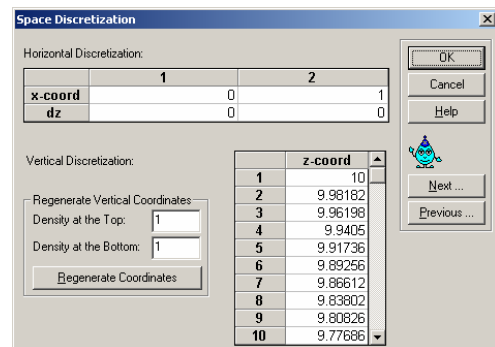 Space Discretization
Horizontal Discretization:
1 2
x-coord 0 1
dz 0 0
Vertical Discretization:
Regenerate Vertical Coordinates
Density at the Top: 1
Density at the Bottom: 1
Regenerate Coordinates
z-coord
1 10
2 9.98182
3 9.96198
4 9.9405
5 9.91736
6 9.89256
7 9.86612
8 9.83802
9 9.80826
10 9.77686
OK
Cancel
Help
Next ...
Previous ...